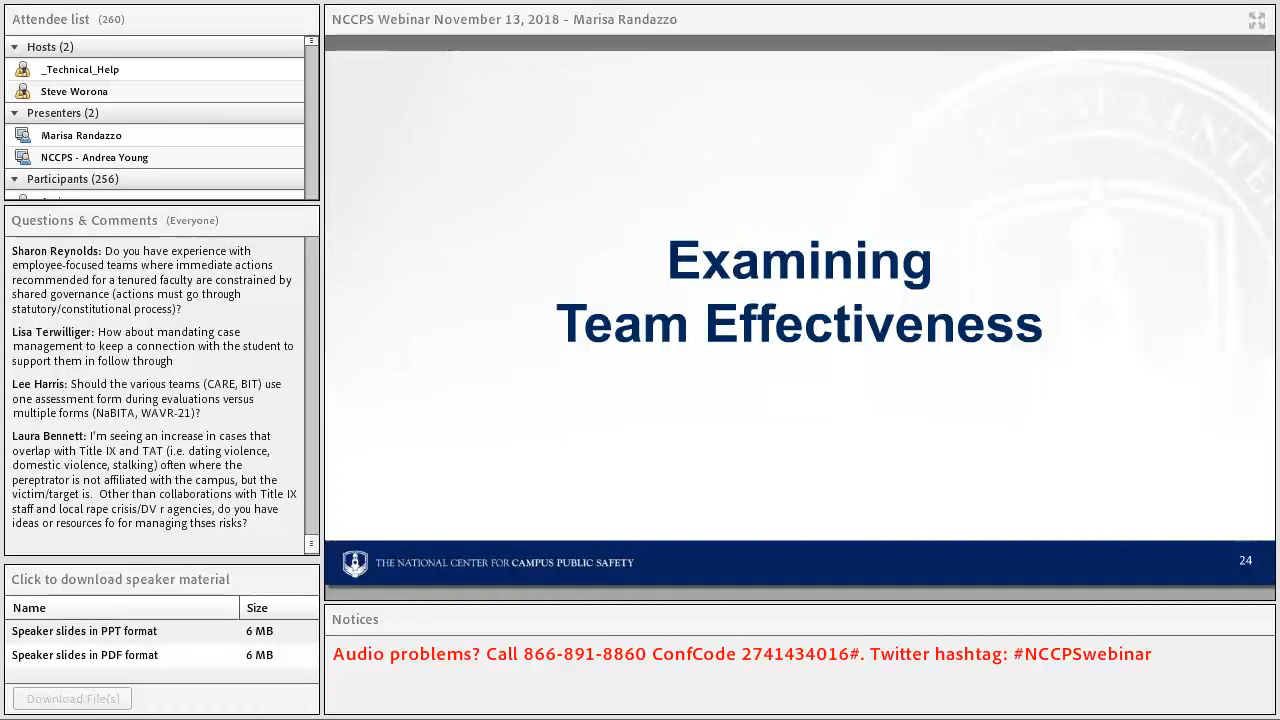 Attendee list (260)
Hosts (2)
_Technical_Help
Steve Worona
Presenters (2)
Marisa Randazzo
NCCPS - Andrea Young
Participants (256)
Questions & Comments (Everyone)
Sharon Reynolds: Do you have experience with
employee-focused teams where immediate actions
recommended for a tenured faculty are constrained by
shared governance (actions must go through
statutory/constitutional process)?
Lisa Terwilliger: How about mandating case
management to keep a connection with the student to
support them in follow through
Lee Harris: Should the various teams (CARE, BIT) use
one assessment form during evaluations versus
multiple forms (NaBITA, WAVR-21)?
Laura Bennett: I'm seeing an increase in cases that
overlap with Title IX and TAT (i.e. dating violence,
domestic violence, stalking) often where the
pereptrator is not affiliated with the campus, but the
victim/target is. Other than collaborations with Title IX
staff and local rape crisis/DV r agencies, do you have
ideas or resources fo for managing thses risks?
Click to download speaker material
Name Size
Speaker slides in PPT format 6 MB
Speaker slides in PDF format 6 MB
Download File(s)
NCCPS Webinar November 13, 2018 - Marisa Randazzo
Examining
Team Effectiveness
THE NATIONAL CENTER FOR CAMPUS PUBLIC SAFETY
24
Notices
Audio problems? Call 866-891-8860 ConfCode 2741434016#. Twitter hashtag: #NCCPSwebinar